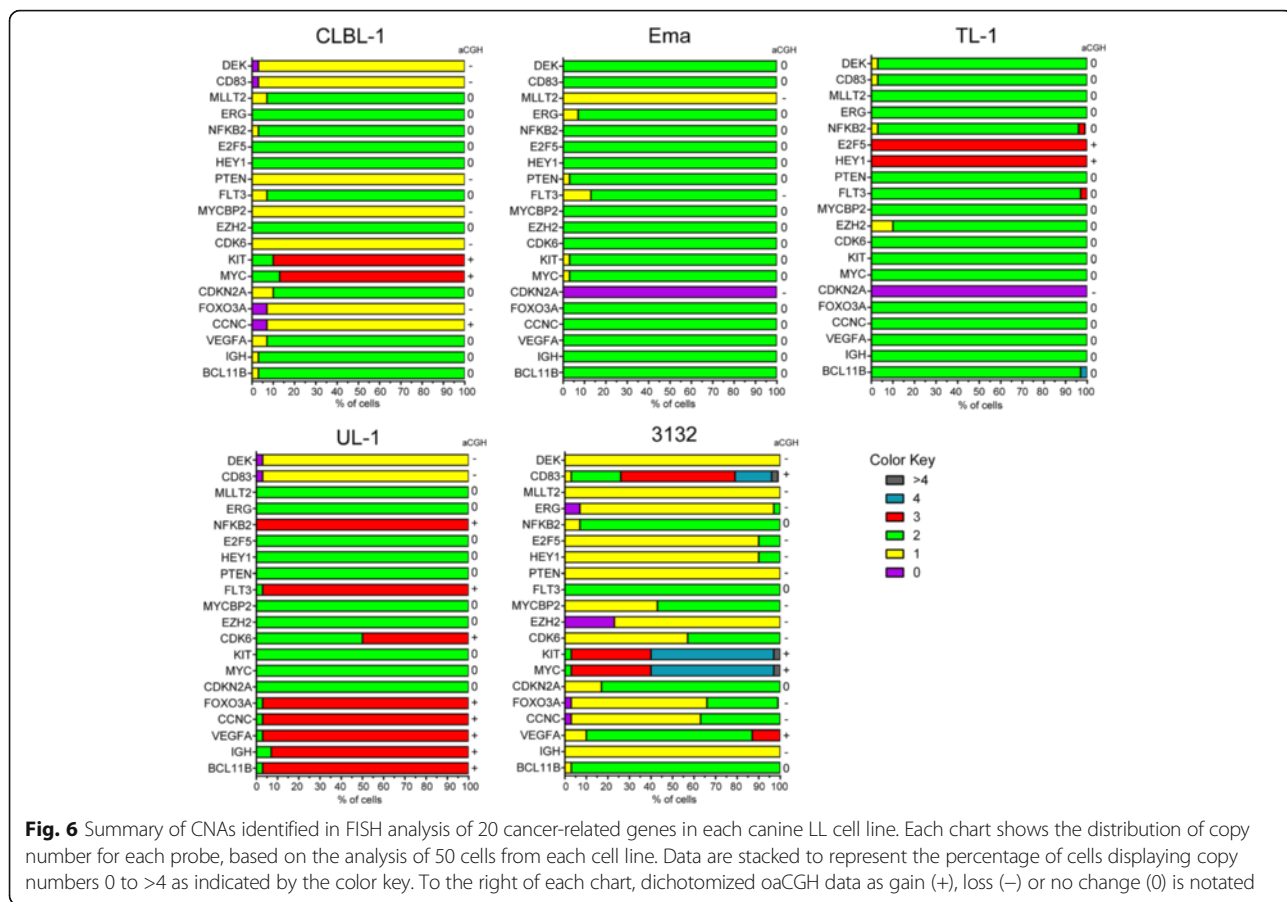 CLBL-1
aCGH
DEK -
CD83 -
MLLT2 0
ERG 0
NFKB2 0
E2F5 0
HEY1 0
PTEN -
FLT3 0
MYCBP2 -
EZH2 0
CDK6 -
KIT +
MYC +
CDKN2A 0
FOXO3A -
CCNC +
VEGFA 0
IGH 0
BCL11B 0
0 10 20 30 40 50 60 70 80 90 100
% of cells
Ema
aCGH
DEK 0
CD83 0
MLLT2 -
ERG 0
NFKB2 0
E2F5 0
HEY1 0
PTEN 0
FLT3 -
MYCBP2 0
EZH2 0
CDK6 0
KIT 0
MYC 0
CDKN2A -
FOXO3A 0
CCNC 0
VEGFA 0
IGH 0
BCL11B 0
0 10 20 30 40 50 60 70 80 90 100
% of cells
TL-1
aCGH
DEK 0
CD83 0
MLLT2 0
ERG 0
NFKB2 0
E2F5 +
HEY1 +
PTEN 0
FLT3 0
MYCBP2 0
EZH2 0
CDK6 0
KIT 0
MYC 0
CDKN2A -
FOXO3A 0
CCNC 0
VEGFA 0
IGH 0
BCL11B 0
0 10 20 30 40 50 60 70 80 90 100
% of cells
UL-1
aCGH
DEK -
CD83 -
MLLT2 0
ERG 0
NFKB2 +
E2F5 0
HEY1 0
PTEN 0
FLT3 +
MYCBP2 0
EZH2 0
CDK6 +
KIT 0
MYC 0
CDKN2A 0
FOXO3A +
CCNC +
VEGFA +
IGH +
BCL11B +
0 10 20 30 40 50 60 70 80 90 100
% of cells
3132
aCGH
DEK -
CD83 +
MLLT2 -
ERG -
NFKB2 0
E2F5 -
HEY1 -
PTEN -
FLT3 0
MYCBP2 -
EZH2 -
CDK6 -
KIT +
MYC +
CDKN2A 0
FOXO3A -
CCNC -
VEGFA +
IGH -
BCL11B 0
0 10 20 30 40 50 60 70 80 90 100
% of cells
Color Key
>4
4
3
2
1
0
Fig. 6 Summary of CNAs identified in FISH analysis of 20 cancer-related genes in each canine LL cell line. Each chart shows the distribution of copy
number for each probe, based on the analysis of 50 cells from each cell line. Data are stacked to represent the percentage of cells displaying copy
numbers 0 to >4 as indicated by the color key. To the right of each chart, dichotomized oaCGH data as gain (+), loss (−) or no change (0) is notated